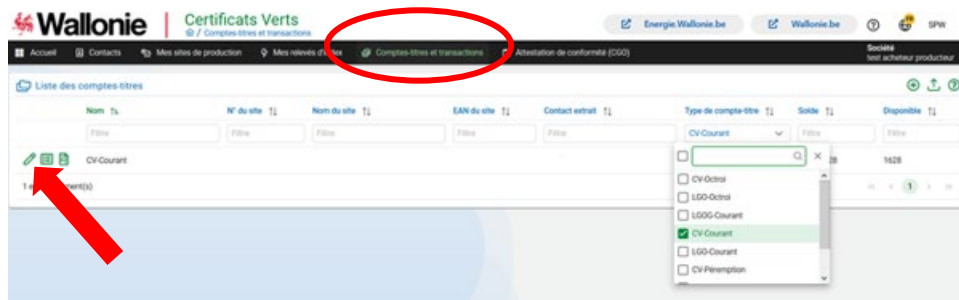 Wallonie
Certificats Verts
/ Comptes-titres et transactions
Energie.Wallonie.be
Wallonie.be
SPW
Accueil
Contacts
Mes sites de production
Mes relevés d'index
Comptes-titres et transactions
Attestation de conformité (CGO)
Société
test acheteur producteur
Liste des comptes-titres
Nom
N° du site
Nom du site
EAN du site
Contact extrait
Type de compte-titre
Solde
Disponible
Filtre
Filtre
Filtre
Filtre
Filtre
CV-Courant
Filtre
Filtre
CV-Courant
28
1628
1
1
CV-Octroi
LGO-Octroi
LGOG-Courant
CV-Courant
LGO-Courant
CV-Péremption